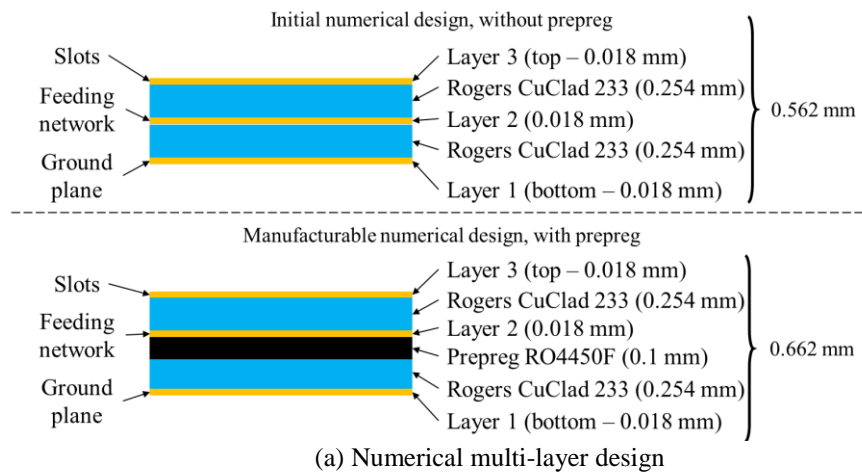 Initial numerical design, without prepreg
Slots
Feeding
network
Ground
plane
Layer 3 (top – 0.018 mm)
Rogers CuClad 233 (0.254 mm)
Layer 2 (0.018 mm)
Rogers CuClad 233 (0.254 mm)
Layer 1 (bottom – 0.018 mm)
0.562 mm
Manufacturable numerical design, with prepreg
Slots
Feeding
network
Ground
plane
Layer 3 (top – 0.018 mm)
Rogers CuClad 233 (0.254 mm)
Layer 2 (0.018 mm)
Prepreg RO4450F (0.1 mm)
Rogers CuClad 233 (0.254 mm)
Layer 1 (bottom – 0.018 mm)
0.662 mm
(a) Numerical multi-layer design